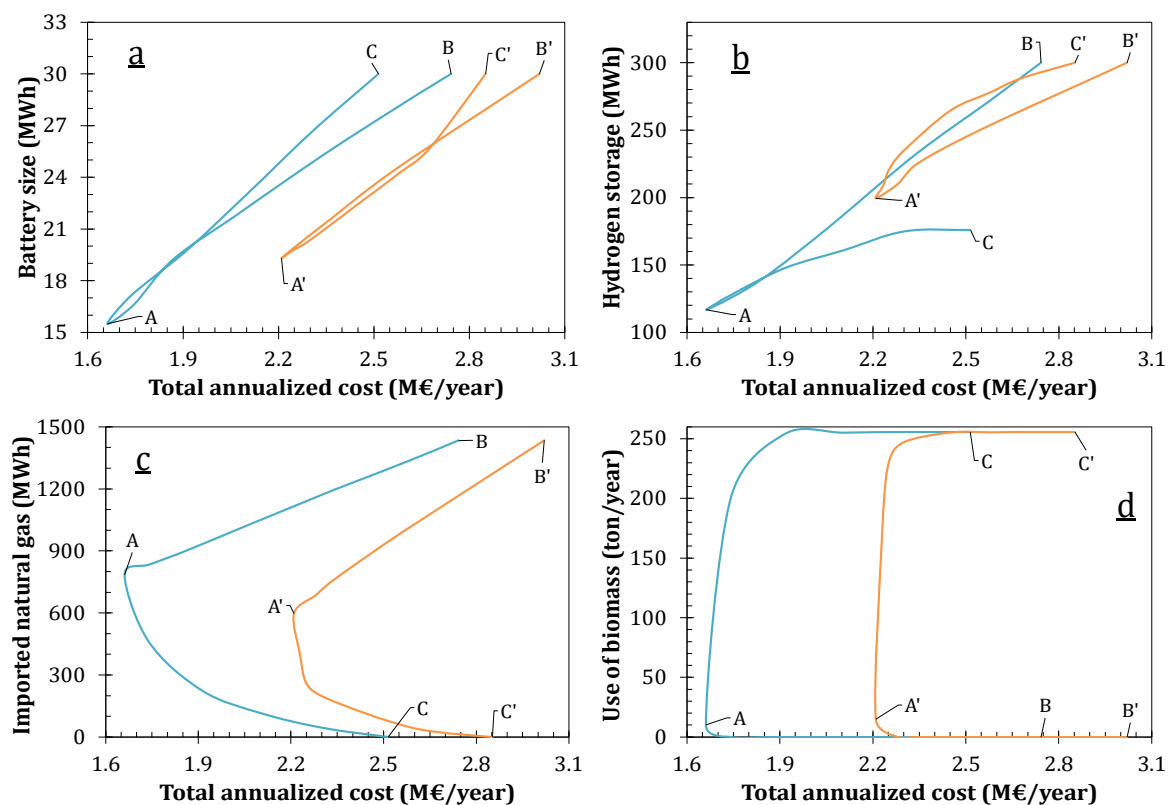 a
Battery size (MWh)
33
30
27
24
21
18
15
C
B
C'
B'
A'
A
1.6
1.9
2.2
2.5
2.8
3.1
Total annualized cost (M€/year)
b
Hydrogen storage (MWh)
300
250
200
150
100
B
C'
B'
A'
C
A
1.6
1.9
2.2
2.5
2.8
3.1
Total annualized cost (M€/year)
c
Imported natural gas (MWh)
1500
1200
900
600
300
0
B
B'
A
A'
C
C'
1.6
1.9
2.2
2.5
2.8
3.1
Total annualized cost (M€/year)
d
Use of biomass (ton/year)
250
200
150
100
50
0
C
C'
A
A'
B
B'
1.6
1.9
2.2
2.5
2.8
3.1
Total annualized cost (M€/year)